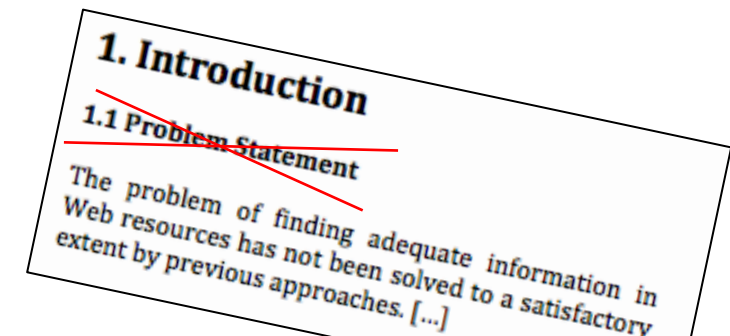 1. Introduction
1.1 Problem Statement
The problem of finding adequate information in
Web resources has not been solved to a satisfactory
extent by previous approaches. [...]